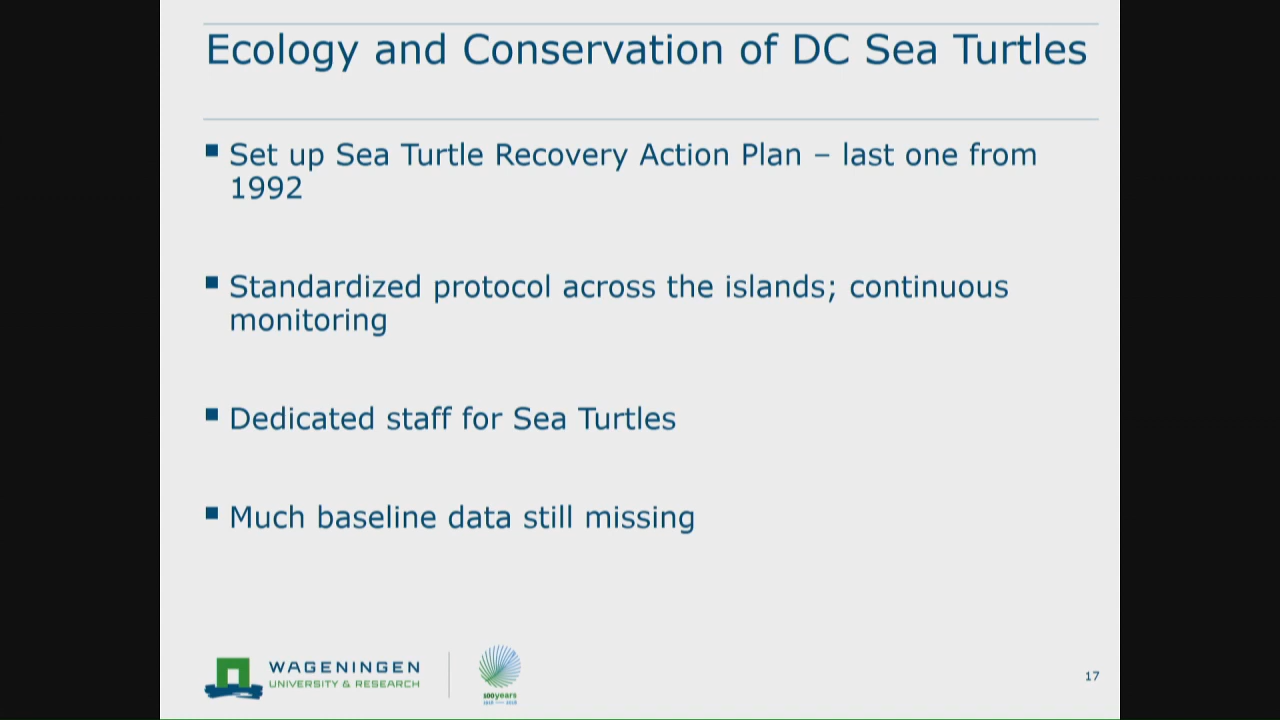 Ecology and Conservation of DC Sea Turtles
Set up Sea Turtle Recovery Action Plan – last one from
1992
Standardized protocol across the islands; continuous
monitoring
Dedicated staff for Sea Turtles
Much baseline data still missing
WAGENINGEN
UNIVERSITY & RESEARCH
100years
1918 — 2018
17